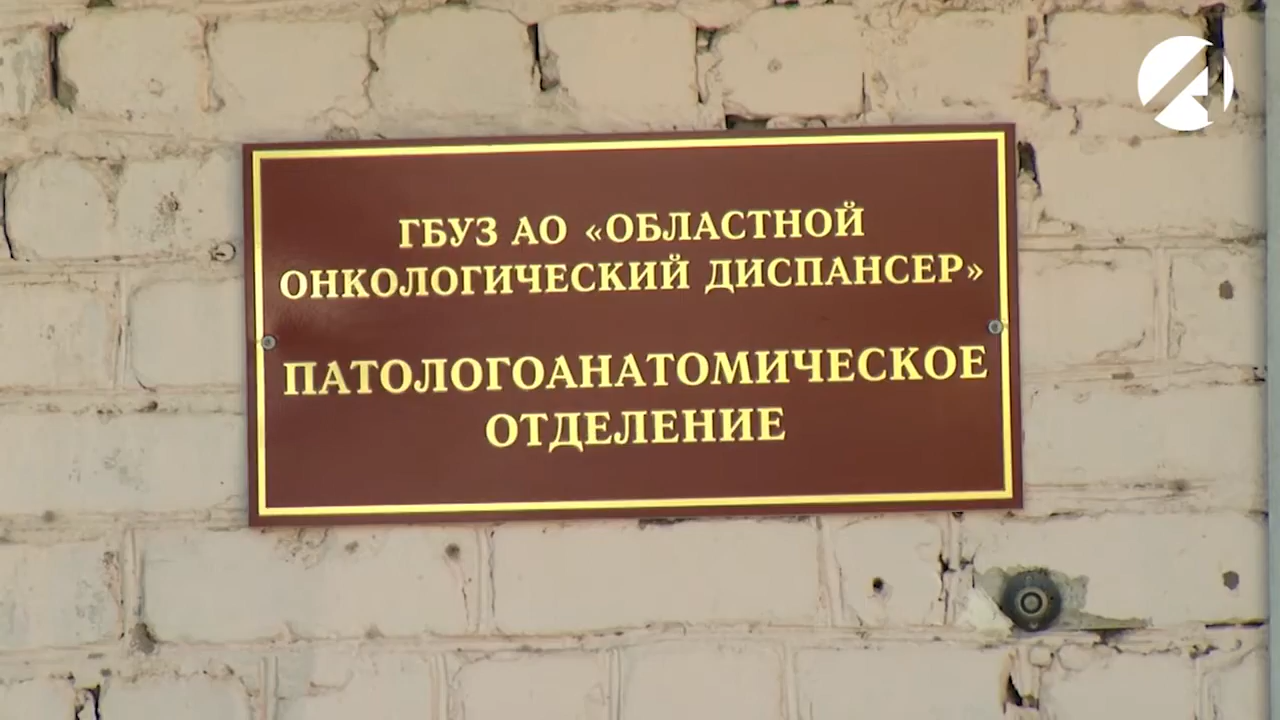 ГБУЗ АО «ОБЛАСТНОЙ
ОНКОЛОГИЧЕСКИЙ ДИСПАНСЕР»
ПАТОЛОГОАНАТОМИЧЕСКОЕ
ОТДЕЛЕНИЕ